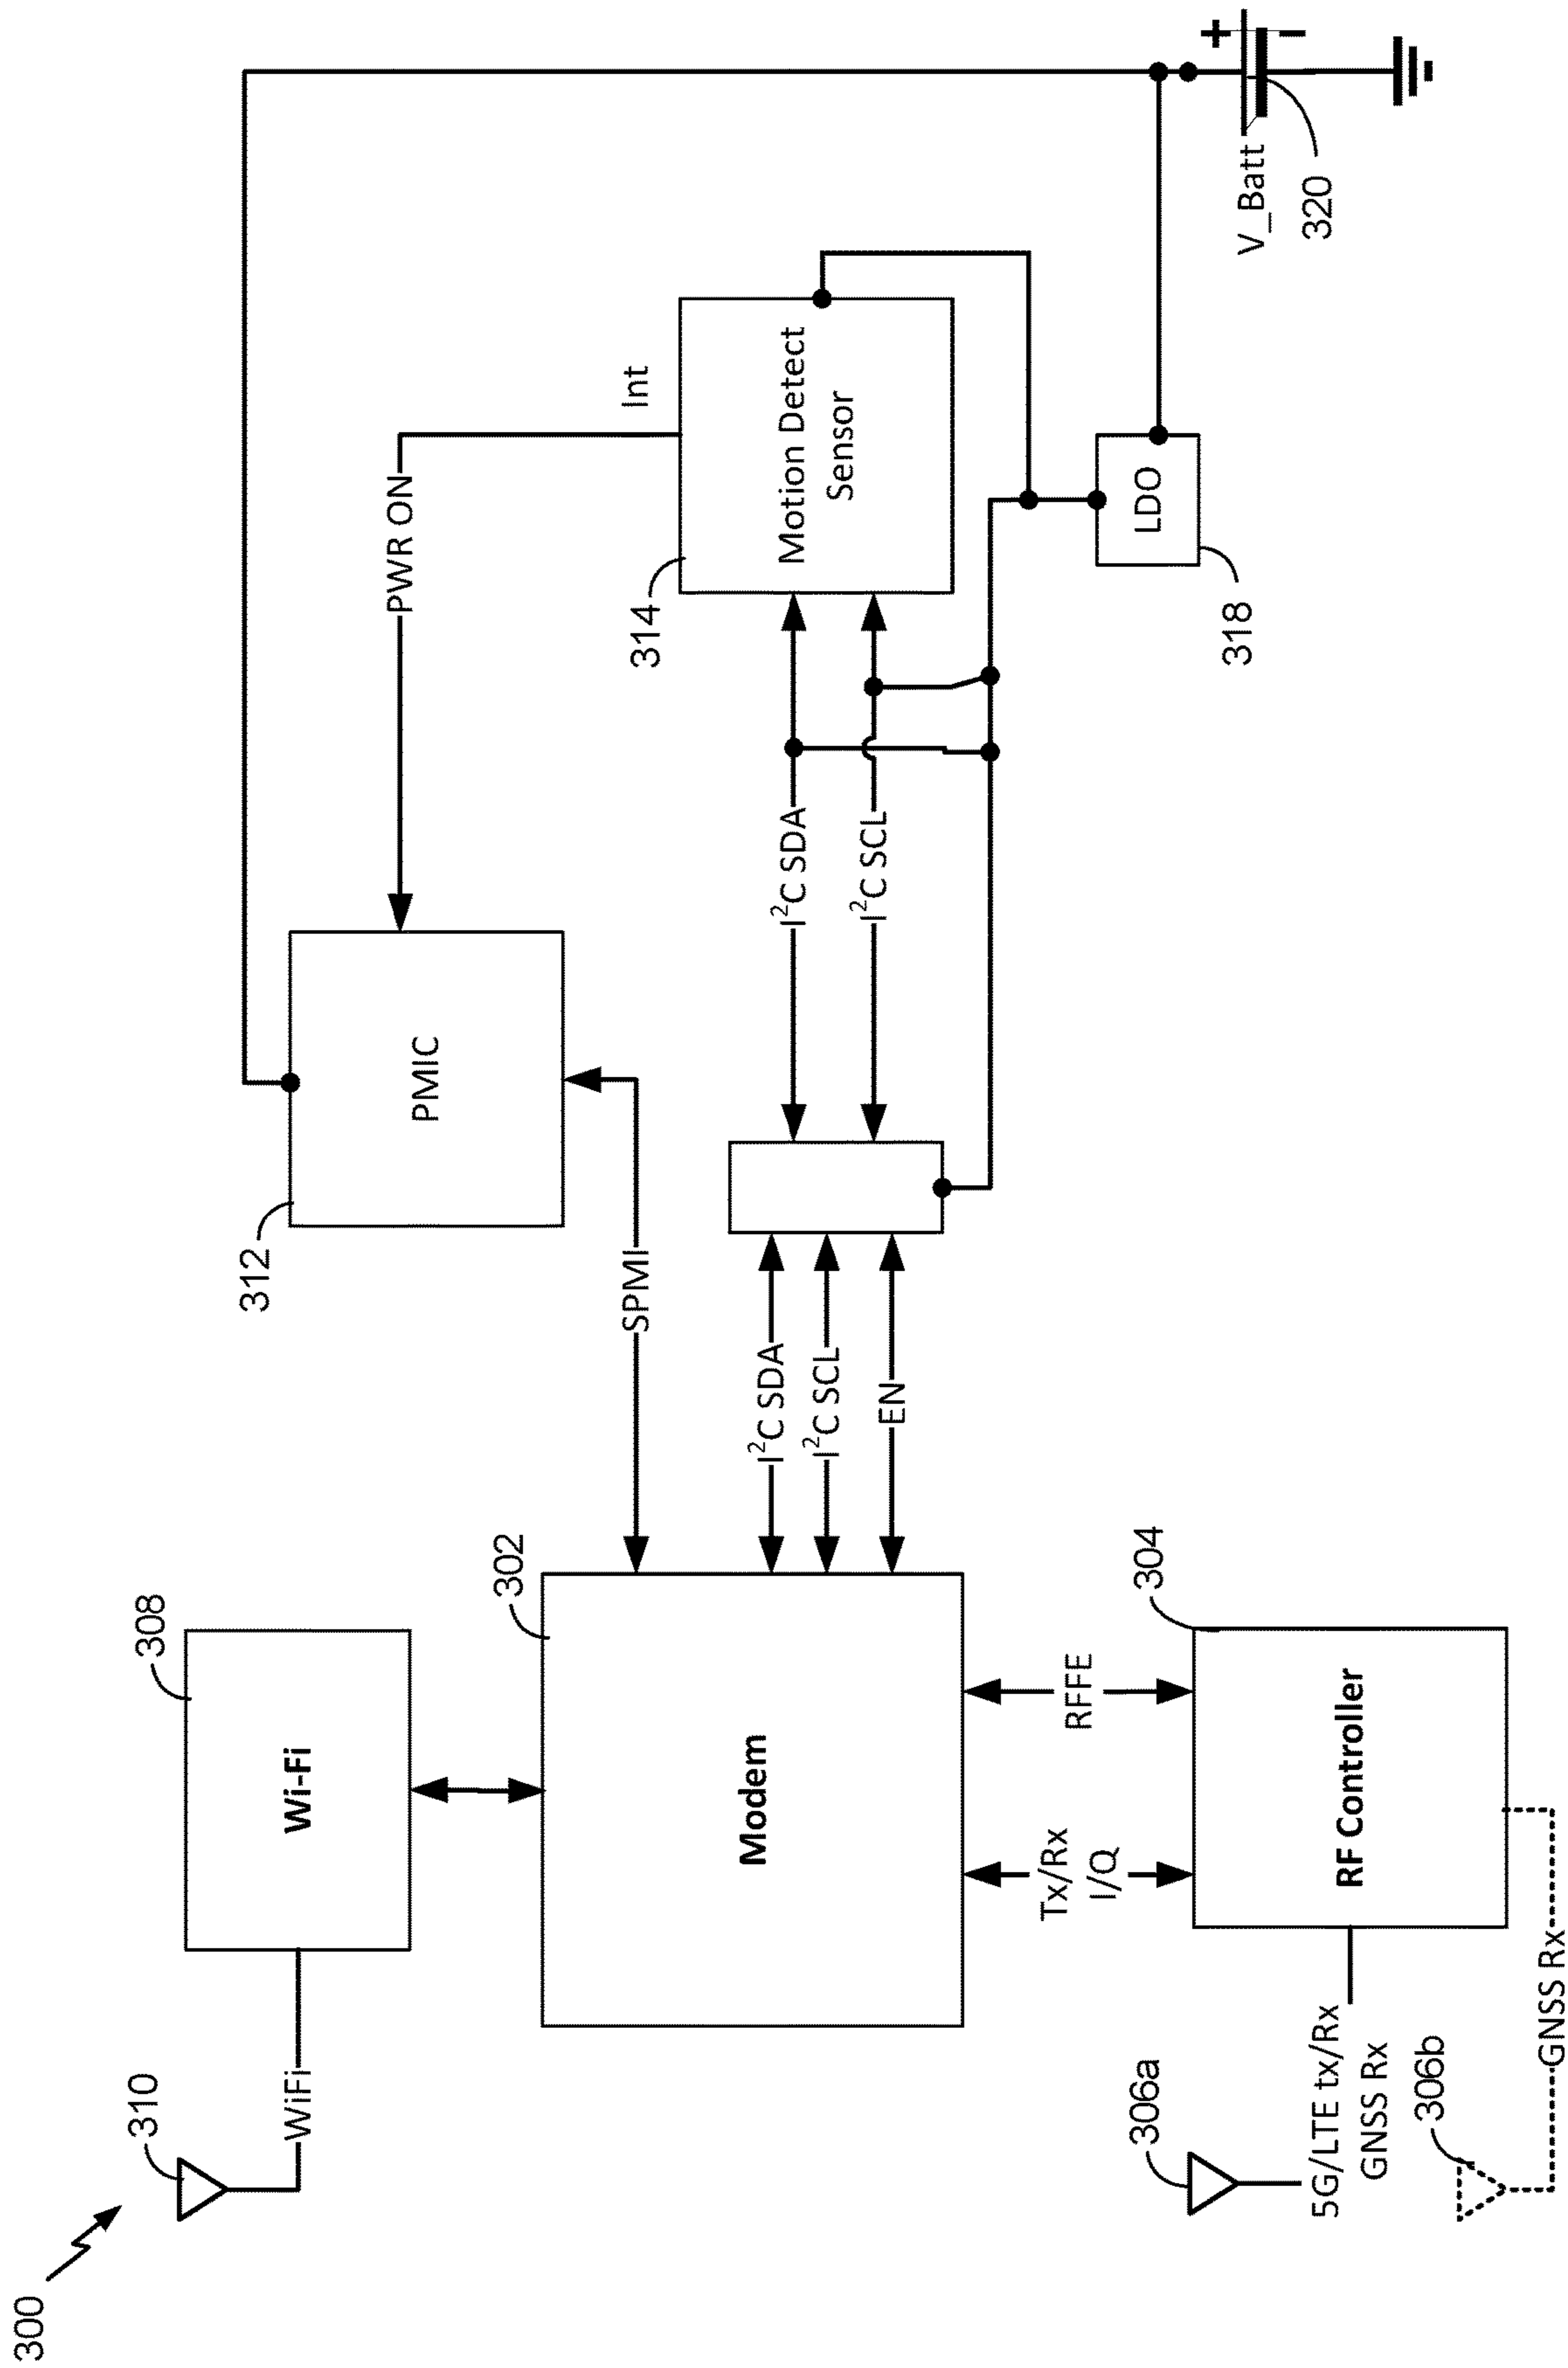 300
310
WiFi
308
Wi-Fi
302
Modem
306a
5G/LTE tx/Rx
GNSS Rx
306b
GNSS Rx
Tx/Rx
I/Q
RFFE
304
RF Controller
SPMI
I²C SDA
I²C SCL
EN
312
PMIC
PWR ON
Int
I²C SDA
I²C SCL
314
Motion Detect
Sensor
318
LDO
V_Batt
320
+
-